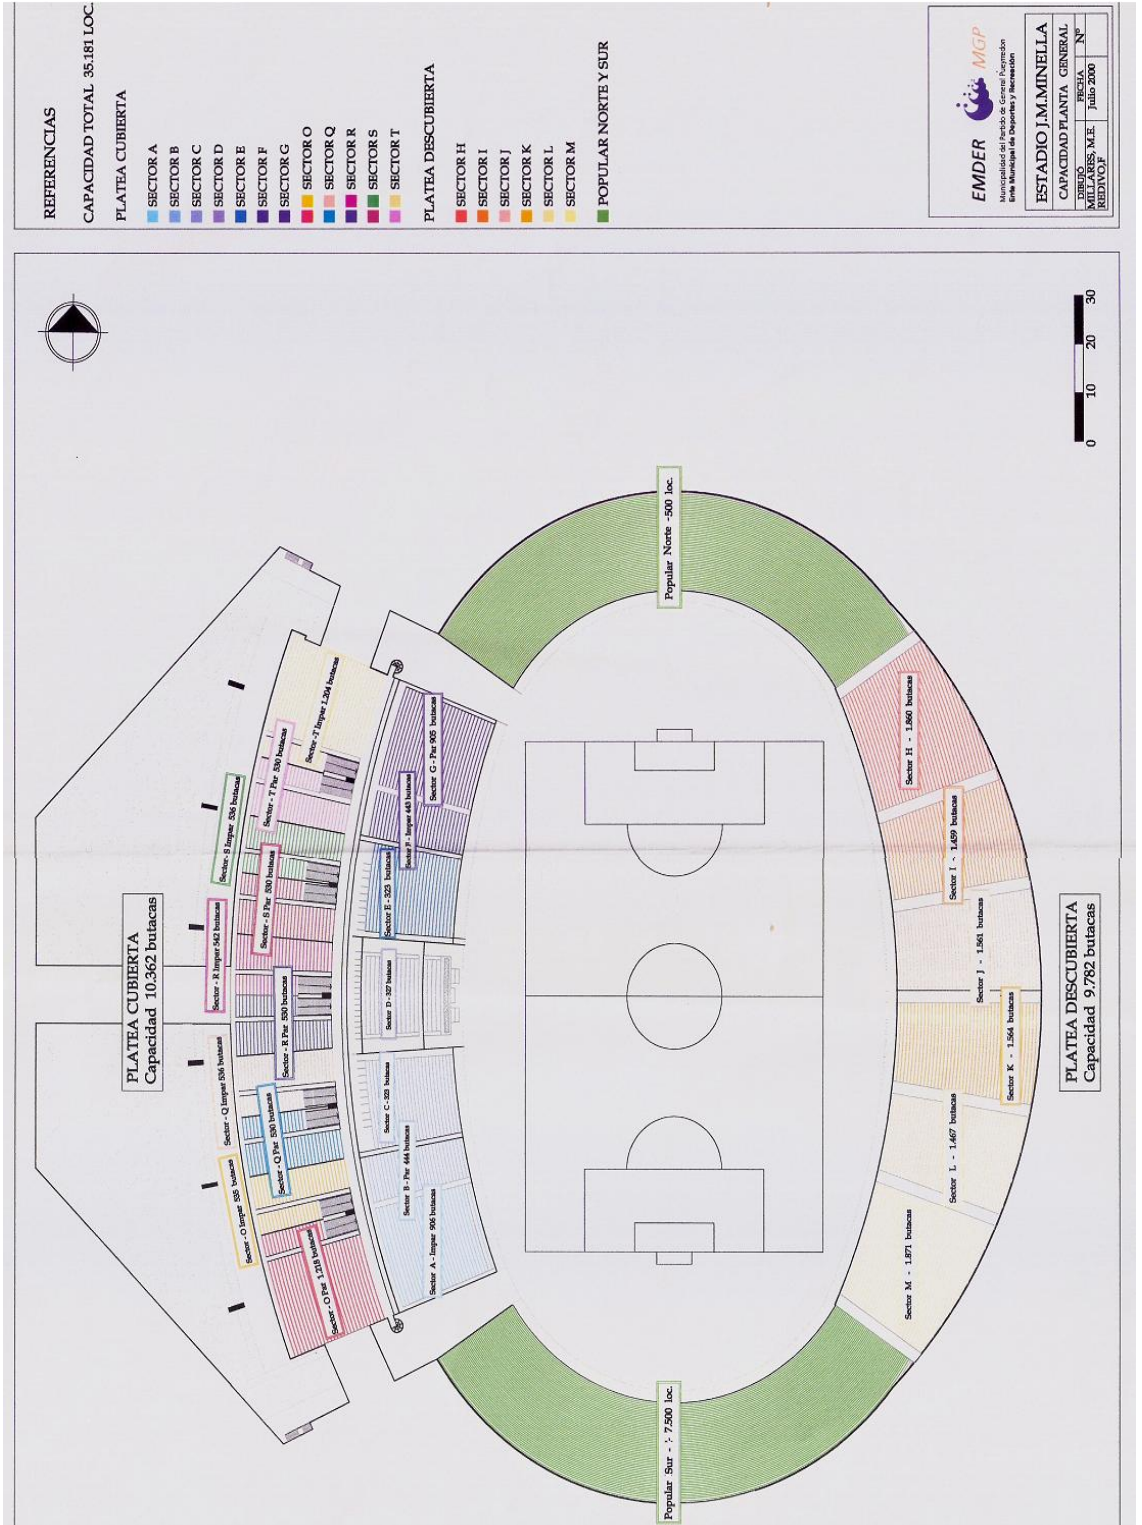 REFERENCIAS
CAPACIDAD TOTAL 35.181 LOC.
PLATEA CUBIERTA
SECTOR A
SECTOR B
SECTOR C
SECTOR D
SECTOR E
SECTOR F
SECTOR G
SECTOR O
SECTOR Q
SECTOR R
SECTOR S
SECTOR T
PLATEA DESCUBIERTA
SECTOR H
SECTOR I
SECTOR J
SECTOR K
SECTOR L
SECTOR M
POPULAR NORTE Y SUR
EMDER MGP
Municipalidad del Partido de General Pueyrredon
Ente Municipal de Deportes y Recreación
ESTADIO J.M.MINELLA
CAPACIDAD PLANTA GENERAL
DIBUJÓ
MILLARES, M.E.
REDIVO,F
FECHA
Julio 2000
Nº
0 10 20 30
PLATEA CUBIERTA
Capacidad 10.362 butacas
Sector - O Impar 535 butacas
Sector - Q Impar 536 butacas
Sector - R Impar 542 butacas
Sector - S Impar 536 butacas
Sector - T Impar 1.204 butacas
Sector - O Par 1.218 butacas
Sector - Q Par 530 butacas
Sector - R Par 530 butacas
Sector - S Par 530 butacas
Sector - T Par 530 butacas
Sector A - Impar 906 butacas
Sector B - Par 444 butacas
Sector C - 323 butacas
Sector D - 327 butacas
Sector E - 323 butacas
Sector F - Impar 443 butacas
Sector G - Par 905 butacas
Popular Norte -500 loc.
Popular Sur - 7.500 loc.
Sector H - 1.860 butacas
Sector I - 1.459 butacas
Sector J - 1.561 butacas
Sector K - 1.564 butacas
Sector L - 1.467 butacas
Sector M - 1.871 butacas
PLATEA DESCUBIERTA
Capacidad 9.782 butacas